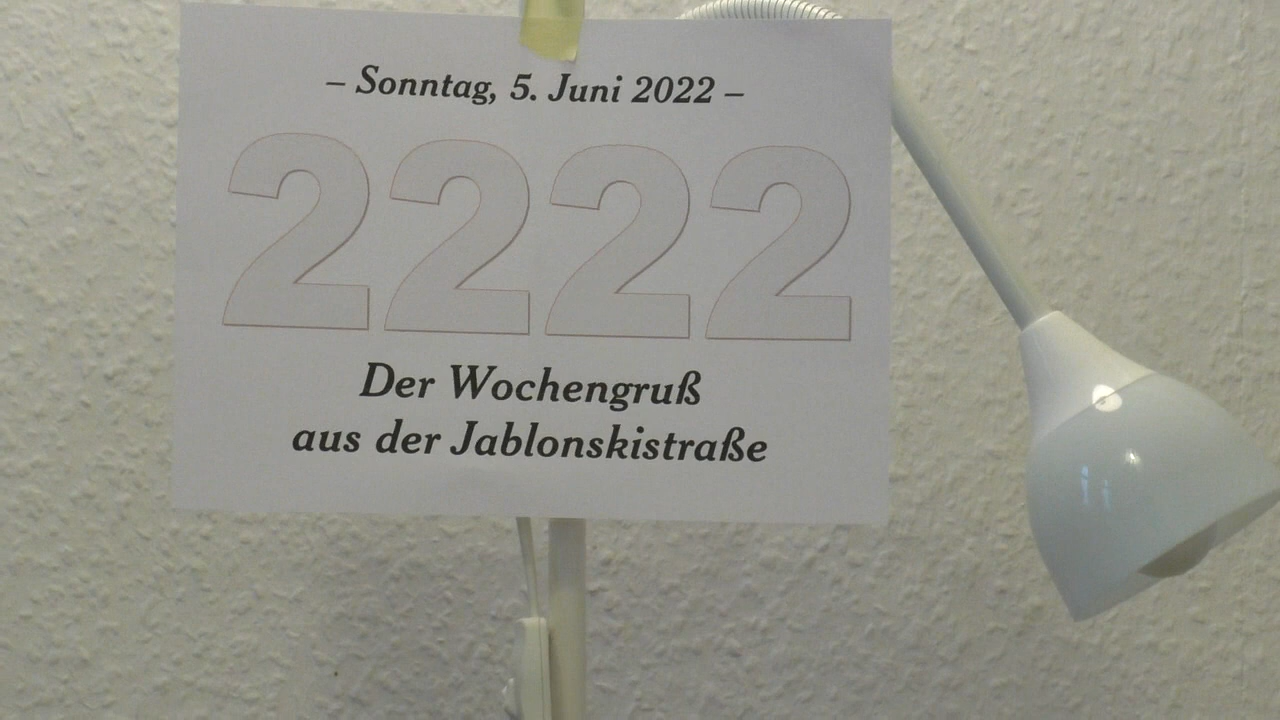 – Sonntag, 5. Juni 2022 –
2222
Der Wochengruß
aus der Jablonskistraße